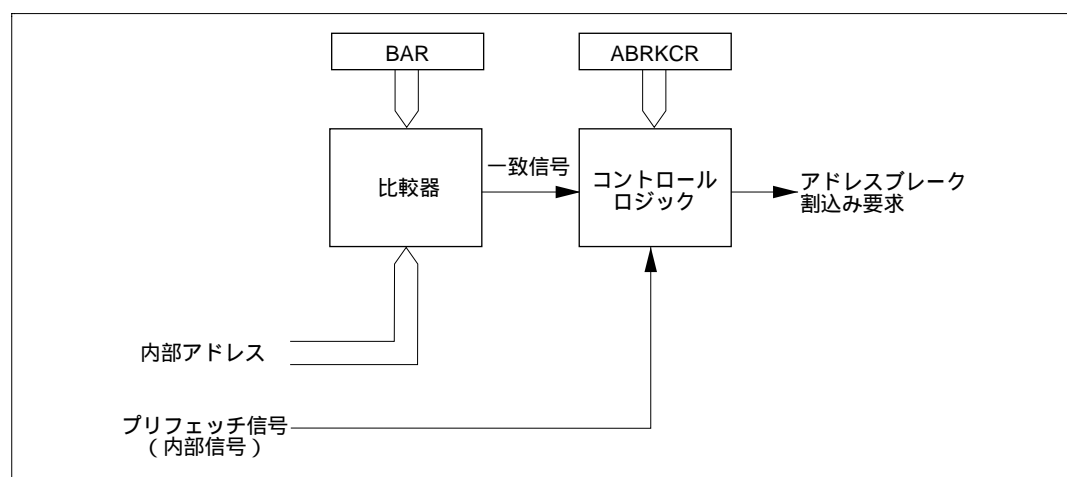 BAR
ABRKCR
比較器
一致信号
コントロール
ロジック
アドレスブレーク
割込み要求
内部アドレス
プリフェッチ信号
(内部信号)